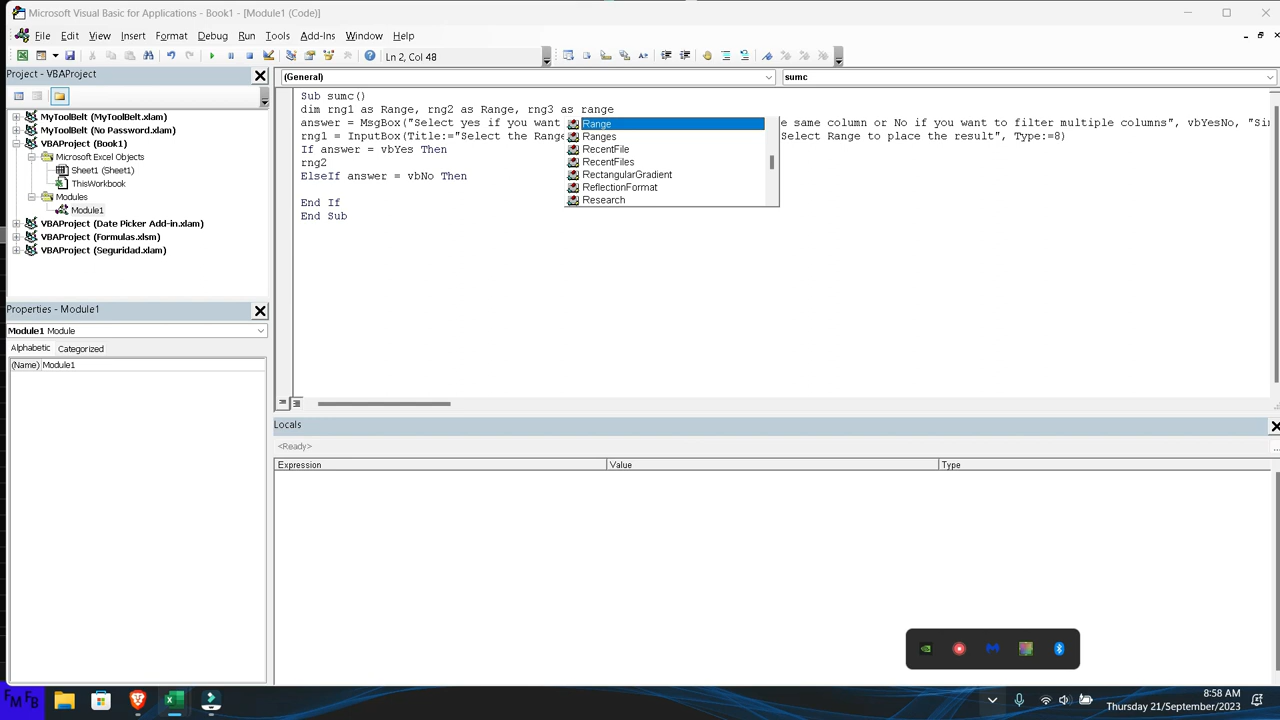 Microsoft Visual Basic for Applications - Book1 - [Module1 (Code)]
File Edit View Insert Format Debug Run Tools Add-Ins Window Help
Ln 2, Col 48
Project - VBAProject
(General)
sumc
MyToolBelt (MyToolBelt.xlam)
MyToolBelt (No Password.xlam)
VBAProject (Book1)
Microsoft Excel Objects
Sheet1 (Sheet1)
ThisWorkbook
Modules
Module1
VBAProject (Date Picker Add-in.xlam)
VBAProject (Formulas.xlsm)
VBAProject (Seguridad.xlam)
Sub sumc()
dim rng1 as Range, rng2 as Range, rng3 as range
answer = MsgBox("Select yes if you want e same column or No if you want to filter multiple columns", vbYesNo, "Sin
rng1 = InputBox(Title:="Select the Rang Select Range to place the result", Type:=8)
If answer = vbYes Then
rng2
ElseIf answer = vbNo Then
End If
End Sub
Range
Ranges
RecentFile
RecentFiles
RectangularGradient
ReflectionFormat
Research
Properties - Module1
Module1 Module
Alphabetic Categorized
(Name) Module1
Locals
<Ready>
Expression Value Type
FM FB
8:58 AM
Thursday 21/September/2023